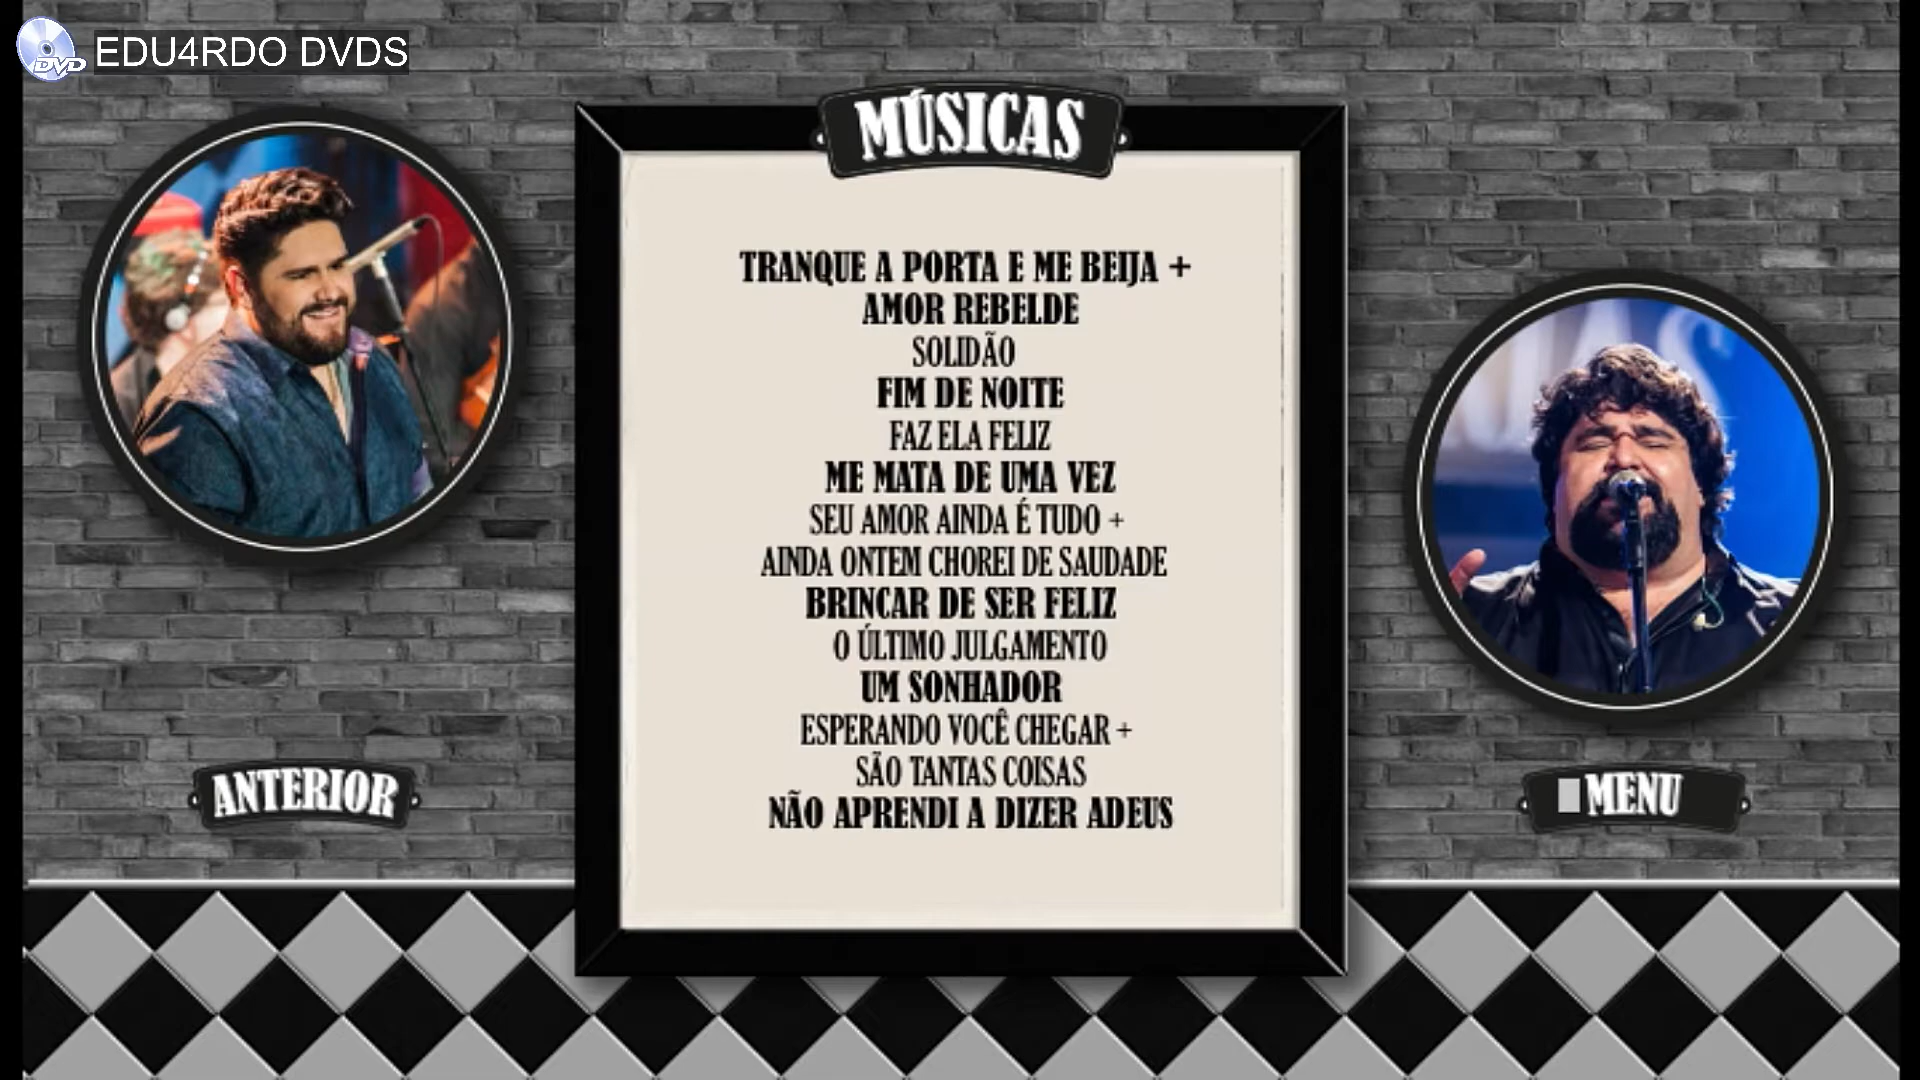 DVD EDU4RDO DVDS
MÚSICAS
TRANQUE A PORTA E ME BEIJA +
AMOR REBELDE
SOLIDÃO
FIM DE NOITE
FAZ ELA FELIZ
ME MATA DE UMA VEZ
SEU AMOR AINDA É TUDO +
AINDA ONTEM CHOREI DE SAUDADE
BRINCAR DE SER FELIZ
O ÚLTIMO JULGAMENTO
UM SONHADOR
ESPERANDO VOCÊ CHEGAR +
SÃO TANTAS COISAS
NÃO APRENDI A DIZER ADEUS
ANTERIOR
MENU